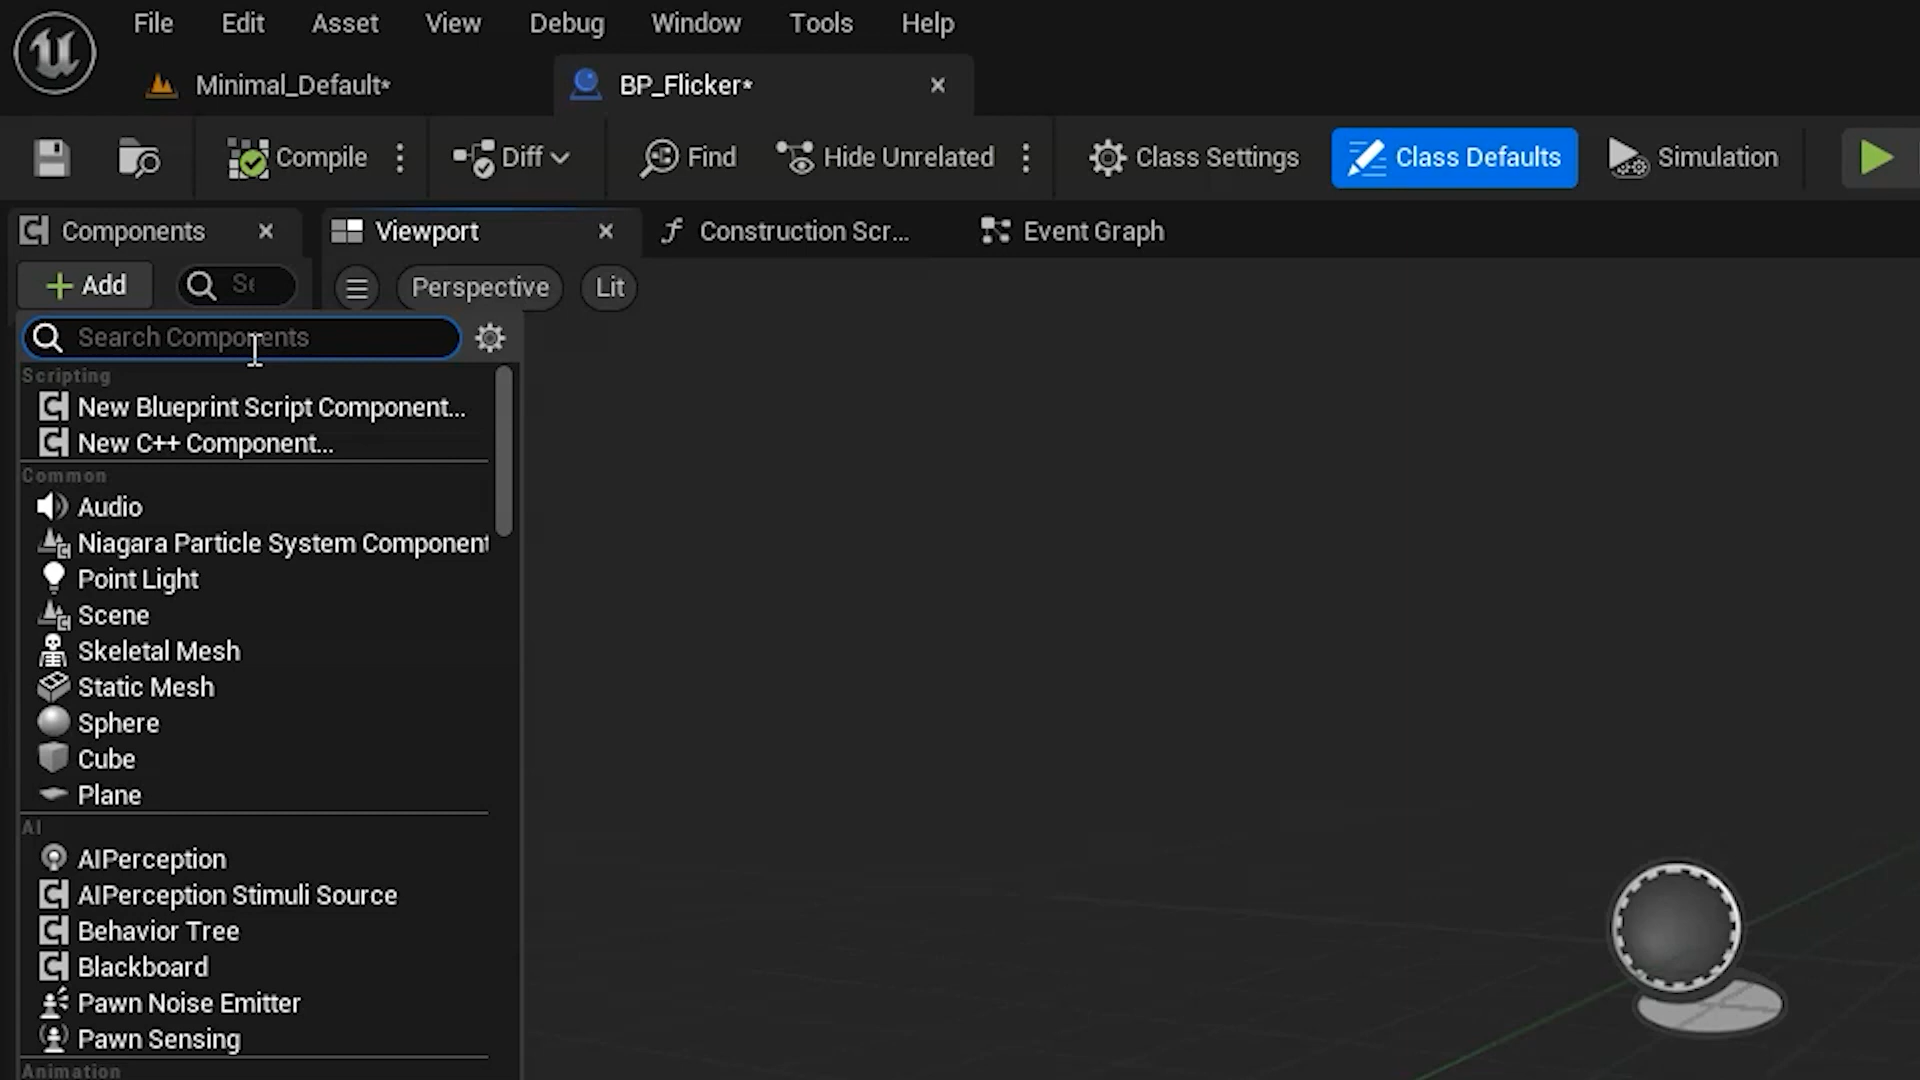 File Edit Asset View Debug Window Tools Help
Minimal_Default* BP_Flicker*
Compile Diff Find Hide Unrelated Class Settings Class Defaults Simulation
Components Viewport Construction Scr... Event Graph
Add Se Perspective Lit
Search Components
Scripting
New Blueprint Script Component...
New C++ Component...
Common
Audio
Niagara Particle System Component
Point Light
Scene
Skeletal Mesh
Static Mesh
Sphere
Cube
Plane
AI
AIPerception
AIPerception Stimuli Source
Behavior Tree
Blackboard
Pawn Noise Emitter
Pawn Sensing
Animation